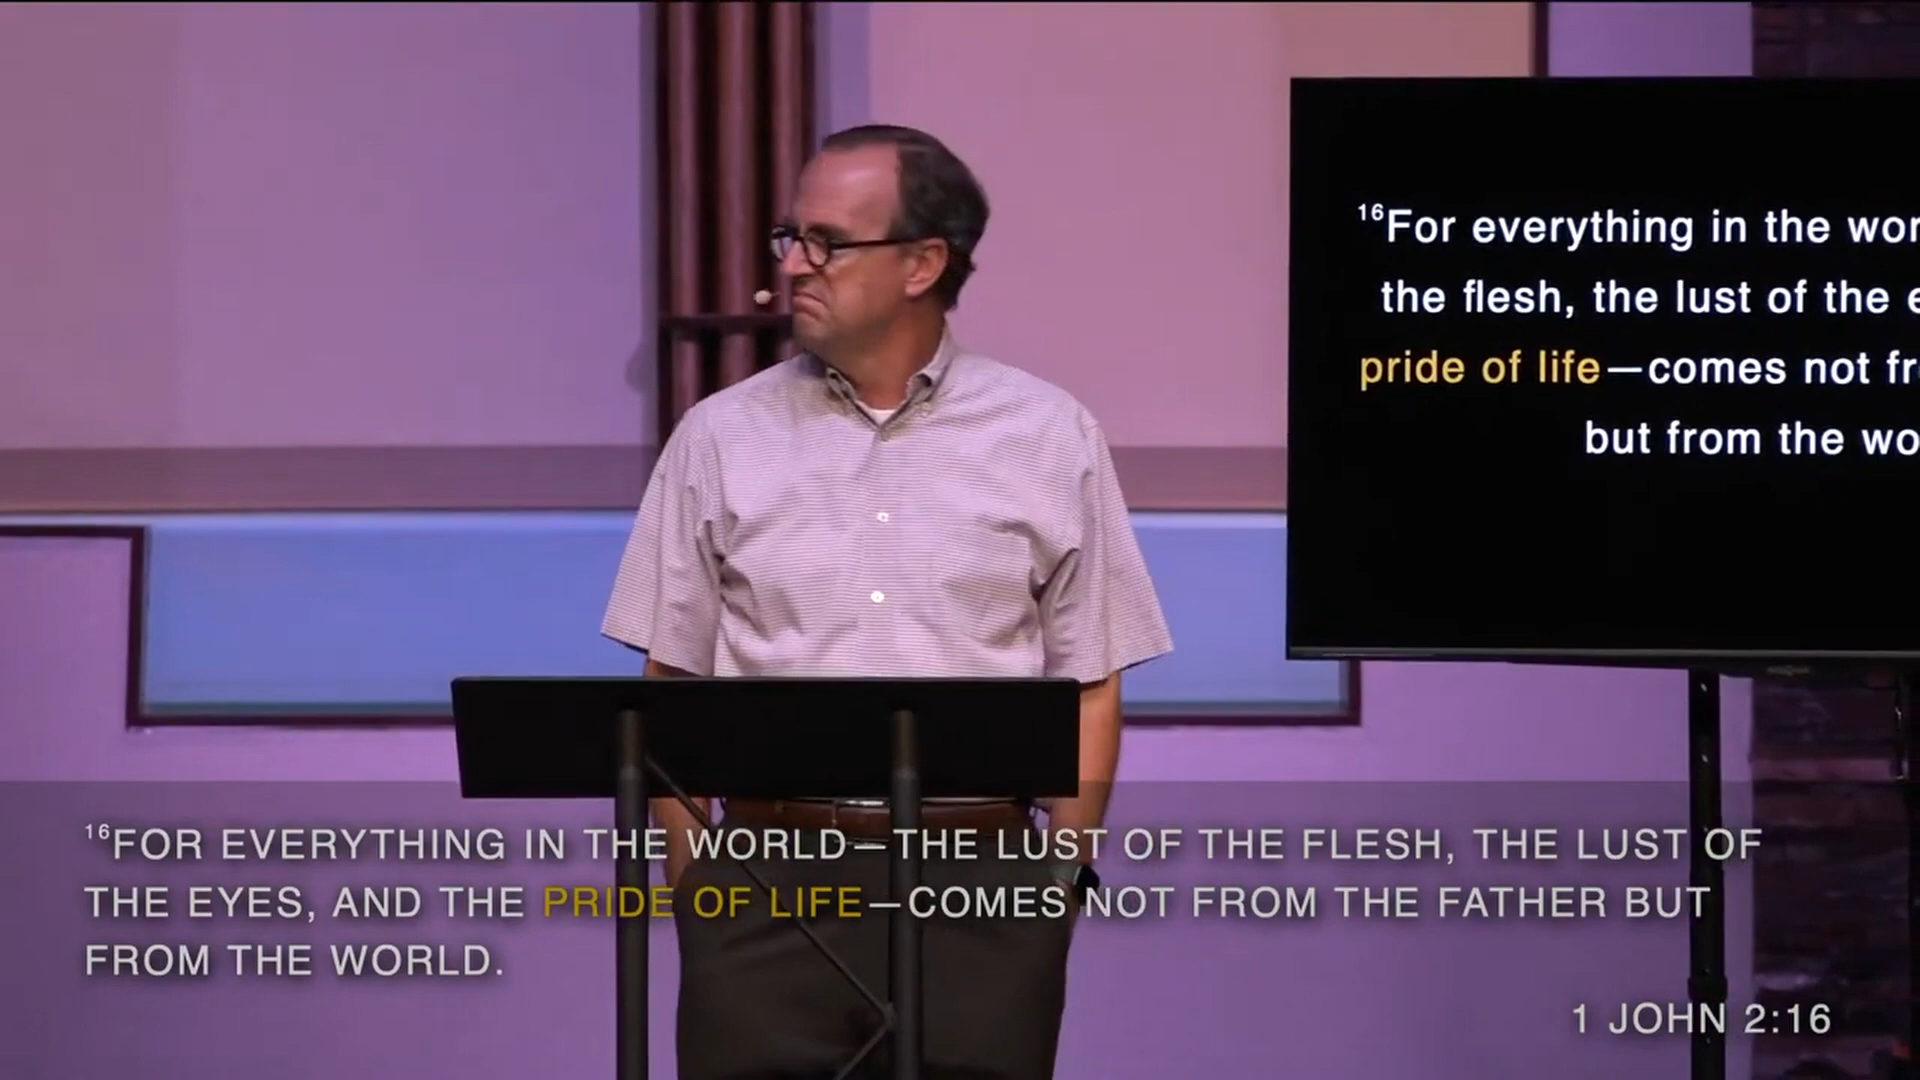 16For everything in the wor
the flesh, the lust of the e
pride of life—comes not fr
but from the wo
16FOR EVERYTHING IN THE WORLD—THE LUST OF THE FLESH, THE LUST OF
THE EYES, AND THE PRIDE OF LIFE—COMES NOT FROM THE FATHER BUT
FROM THE WORLD.
1 JOHN 2:16